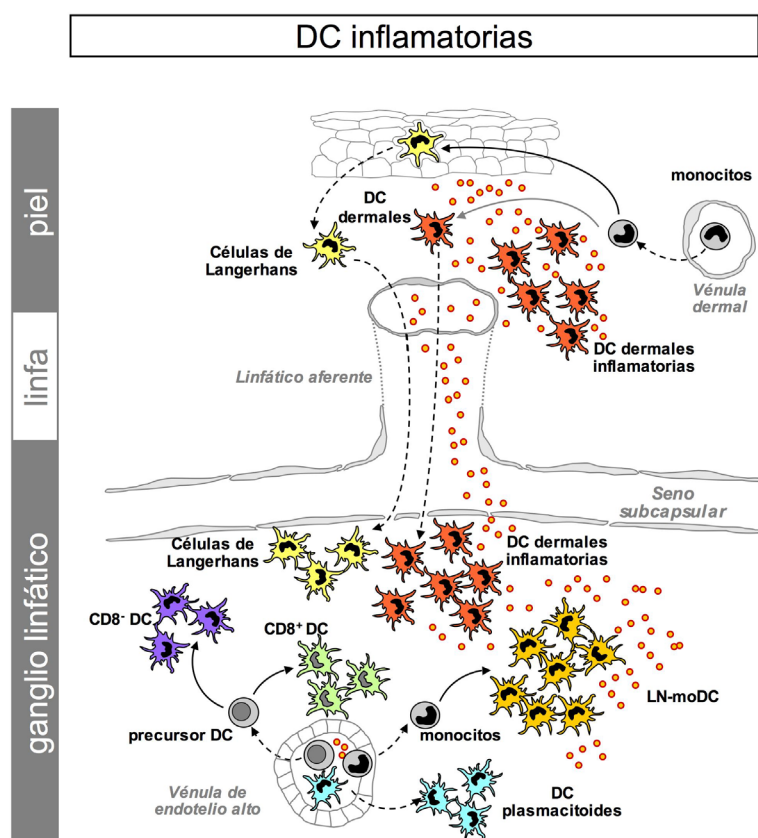 DC inflamatorias
piel
linfa
ganglio linfático
monocitos
DC
dermales
Células de
Langerhans
Vénula
dermal
DC dermales
inflamatorias
Linfático aferente
Seno
subcapsular
Células de
Langerhans
DC dermales
inflamatorias
CD8⁻ DC
CD8⁺ DC
LN-moDC
precursor DC
monocitos
Vénula de
endotelio alto
DC
plasmacitoides